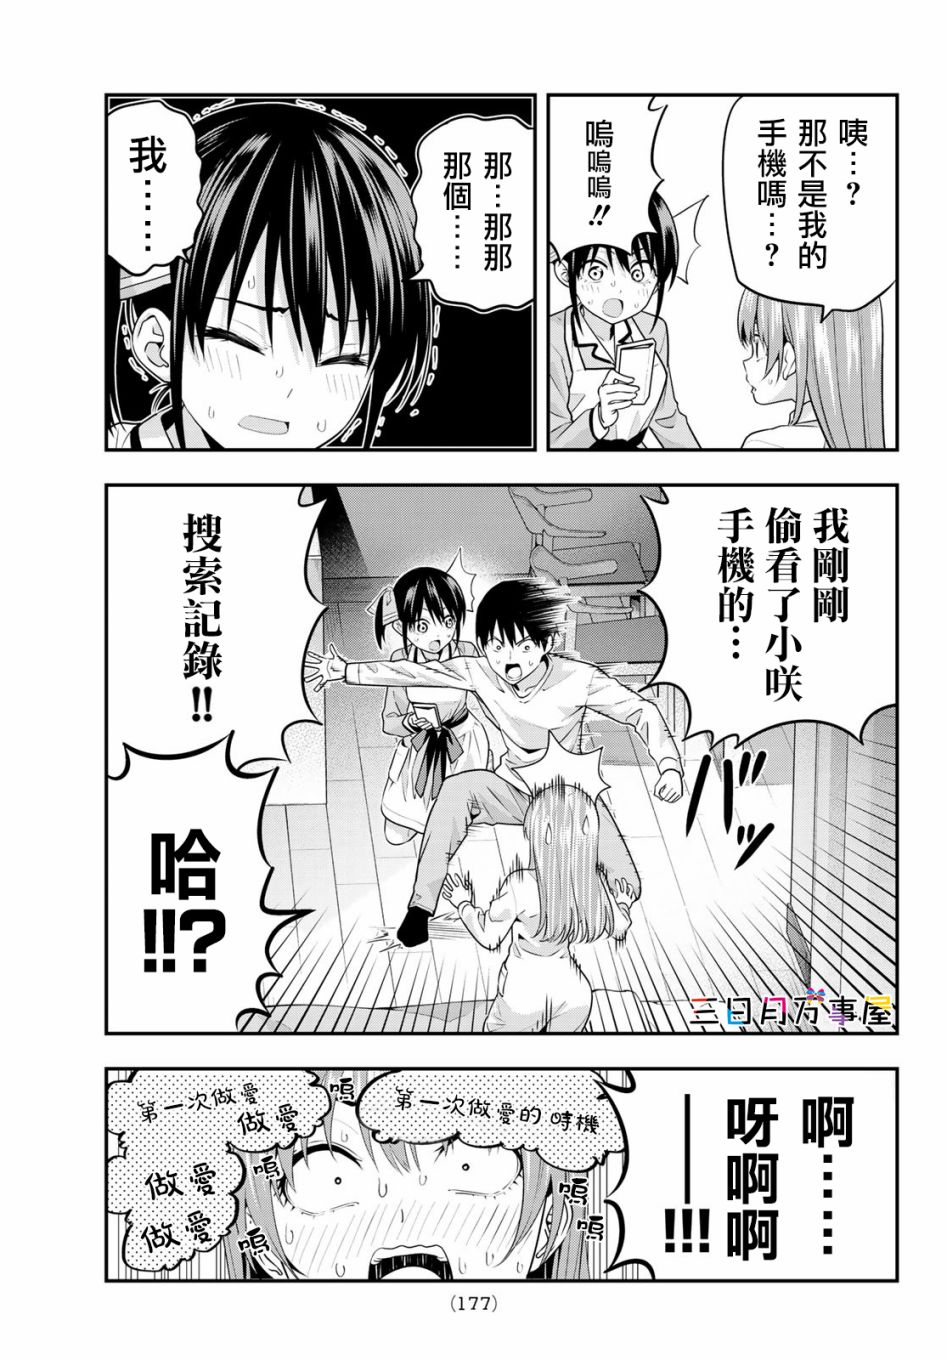 咦…？
那不是我的
手機嗎…？
嗚嗚嗚!!
那…那那
那個……
我……
我剛剛
偷看了小咲
手機的…
搜索記錄!!
バッ
哈!!?
三日月万事屋
啊……
呀啊啊
——!!!
第一次做愛的時機
嗚
嗚
嗚
第一次做愛
做愛
嗚
嗚
做愛
做愛
(177)